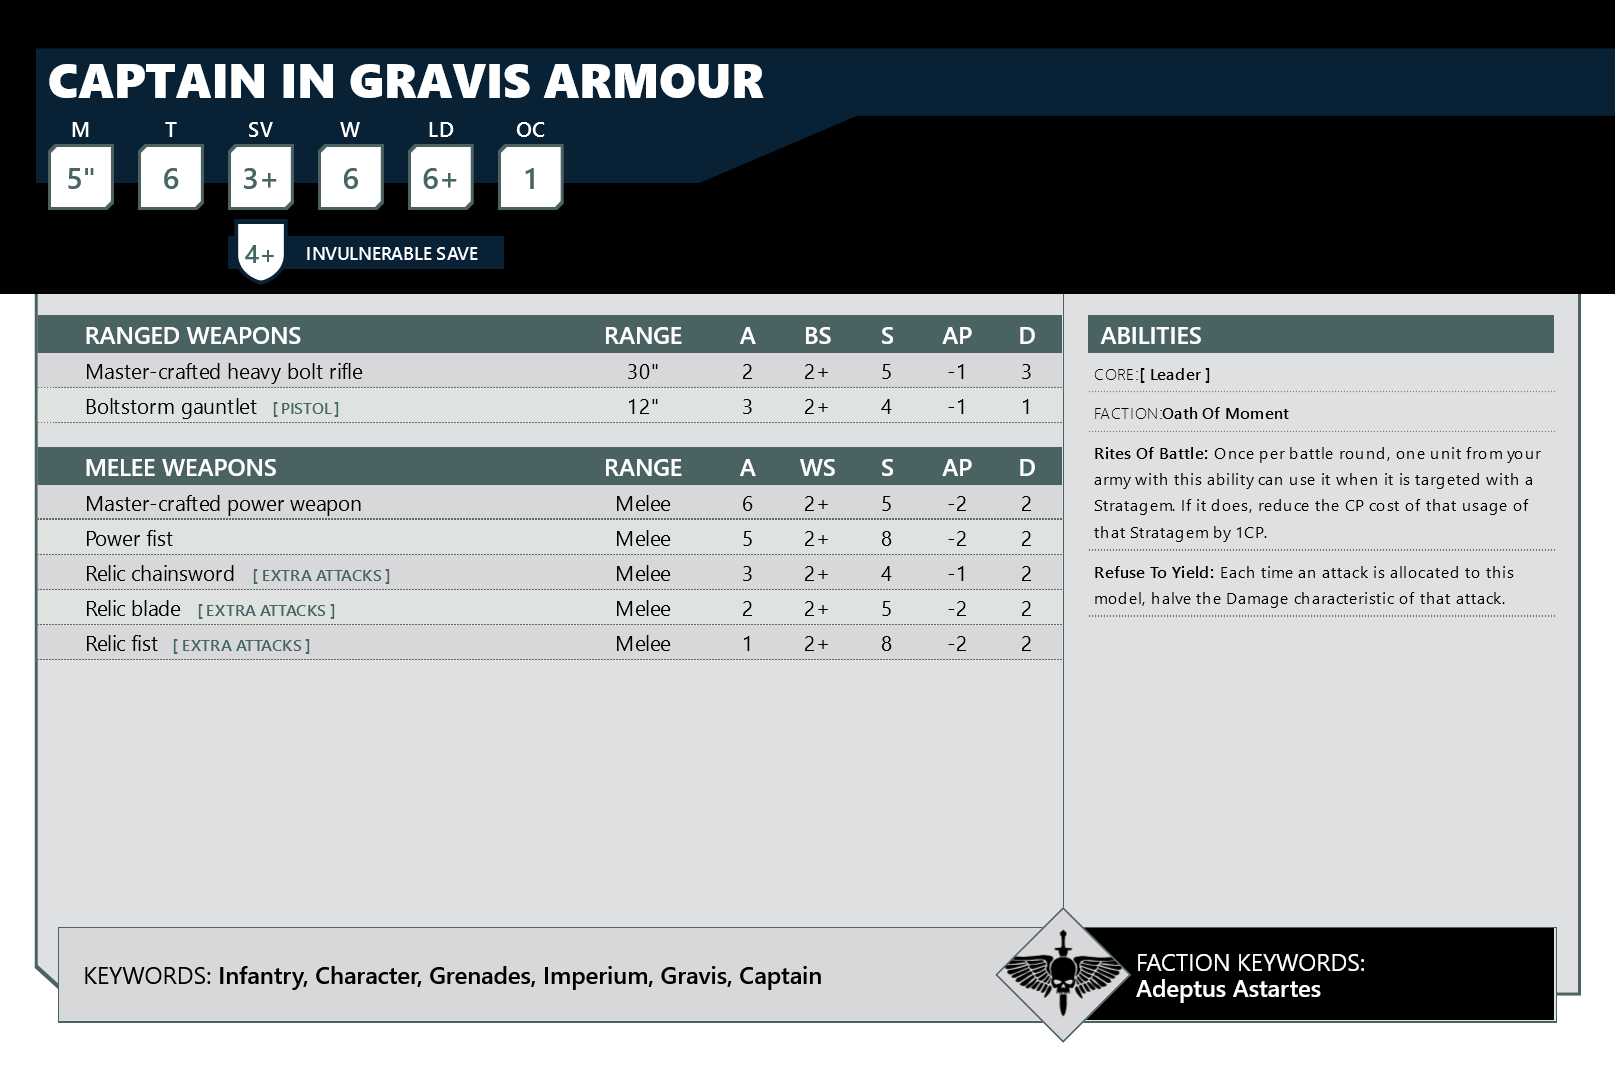 CAPTAIN IN GRAVIS ARMOUR
M T SV W LD OC
5" 6 3+ 6 6+ 1
4+ INVULNERABLE SAVE
RANGED WEAPONS RANGE A BS S AP D
Master-crafted heavy bolt rifle 30" 2 2+ 5 -1 3
Boltstorm gauntlet [ PISTOL ] 12" 3 2+ 4 -1 1
MELEE WEAPONS RANGE A WS S AP D
Master-crafted power weapon Melee 6 2+ 5 -2 2
Power fist Melee 5 2+ 8 -2 2
Relic chainsword [ EXTRA ATTACKS ] Melee 3 2+ 4 -1 2
Relic blade [ EXTRA ATTACKS ] Melee 2 2+ 5 -2 2
Relic fist [ EXTRA ATTACKS ] Melee 1 2+ 8 -2 2
ABILITIES
CORE:[ Leader ]
FACTION:Oath Of Moment
Rites Of Battle: Once per battle round, one unit from your
army with this ability can use it when it is targeted with a
Stratagem. If it does, reduce the CP cost of that usage of
that Stratagem by 1CP.
Refuse To Yield: Each time an attack is allocated to this
model, halve the Damage characteristic of that attack.
KEYWORDS: Infantry, Character, Grenades, Imperium, Gravis, Captain
FACTION KEYWORDS:
Adeptus Astartes